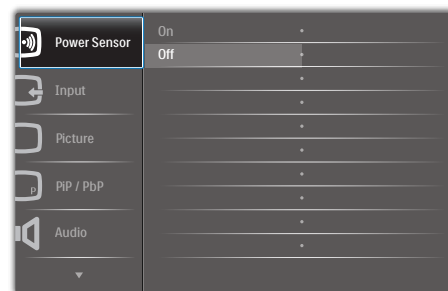 Power Sensor
On
Off
Input
Picture
P
PiP / PbP
Audio